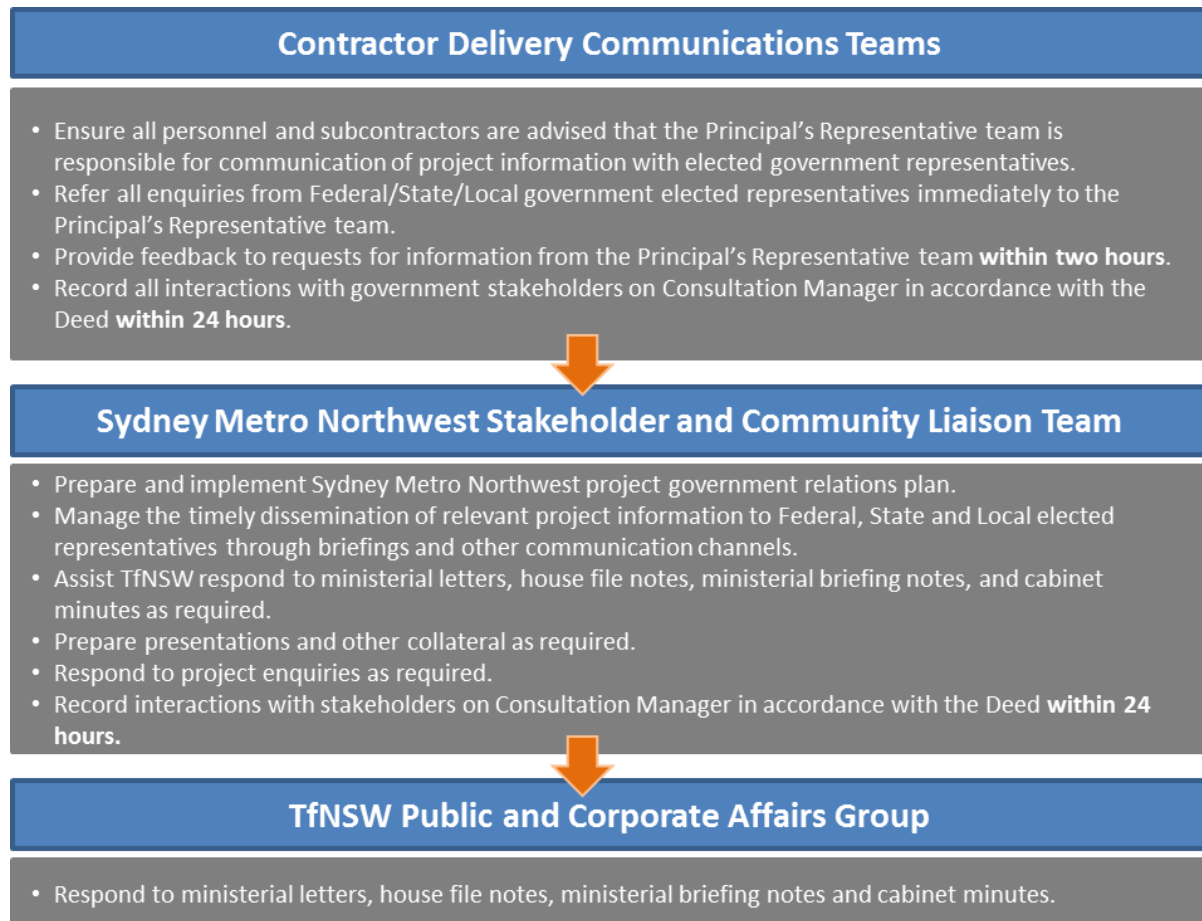 Contractor Delivery Communications Teams
• Ensure all personnel and subcontractors are advised that the Principal’s Representative team is
responsible for communication of project information with elected government representatives.
• Refer all enquiries from Federal/State/Local government elected representatives immediately to the
Principal’s Representative team.
• Provide feedback to requests for information from the Principal’s Representative team within two hours.
• Record all interactions with government stakeholders on Consultation Manager in accordance with the
Deed within 24 hours.
Sydney Metro Northwest Stakeholder and Community Liaison Team
• Prepare and implement Sydney Metro Northwest project government relations plan.
• Manage the timely dissemination of relevant project information to Federal, State and Local elected
representatives through briefings and other communication channels.
• Assist TfNSW respond to ministerial letters, house file notes, ministerial briefing notes, and cabinet
minutes as required.
• Prepare presentations and other collateral as required.
• Respond to project enquiries as required.
• Record interactions with stakeholders on Consultation Manager in accordance with the Deed within 24
hours.
TfNSW Public and Corporate Affairs Group
• Respond to ministerial letters, house file notes, ministerial briefing notes and cabinet minutes.